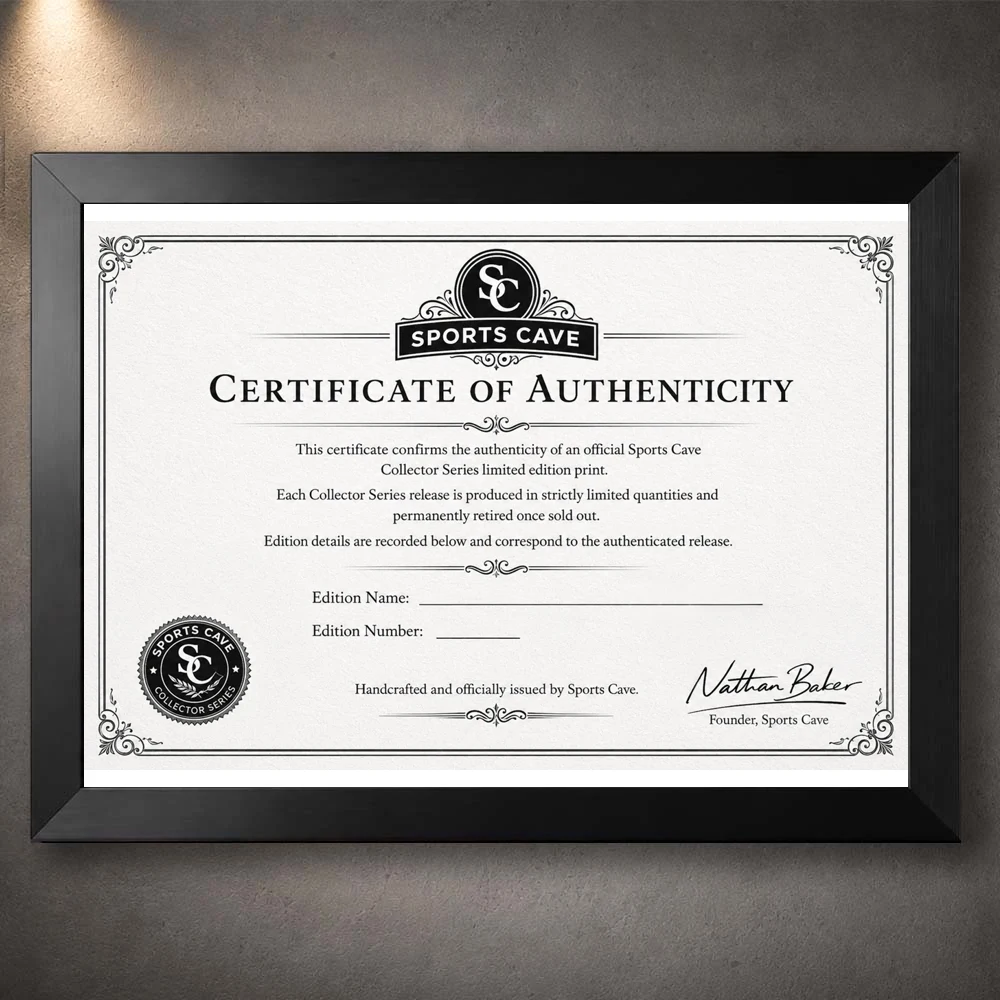 SC
SPORTS CAVE
CERTIFICATE OF AUTHENTICITY
This certificate confirms the authenticity of an official Sports Cave
Collector Series limited edition print.
Each Collector Series release is produced in strictly limited quantities and
permanently retired once sold out.
Edition details are recorded below and correspond to the authenticated release.
Edition Name:
Edition Number:
SPORTS CAVE
SC
COLLECTOR SERIES
Handcrafted and officially issued by Sports Cave.
Nathan Baker
Founder, Sports Cave